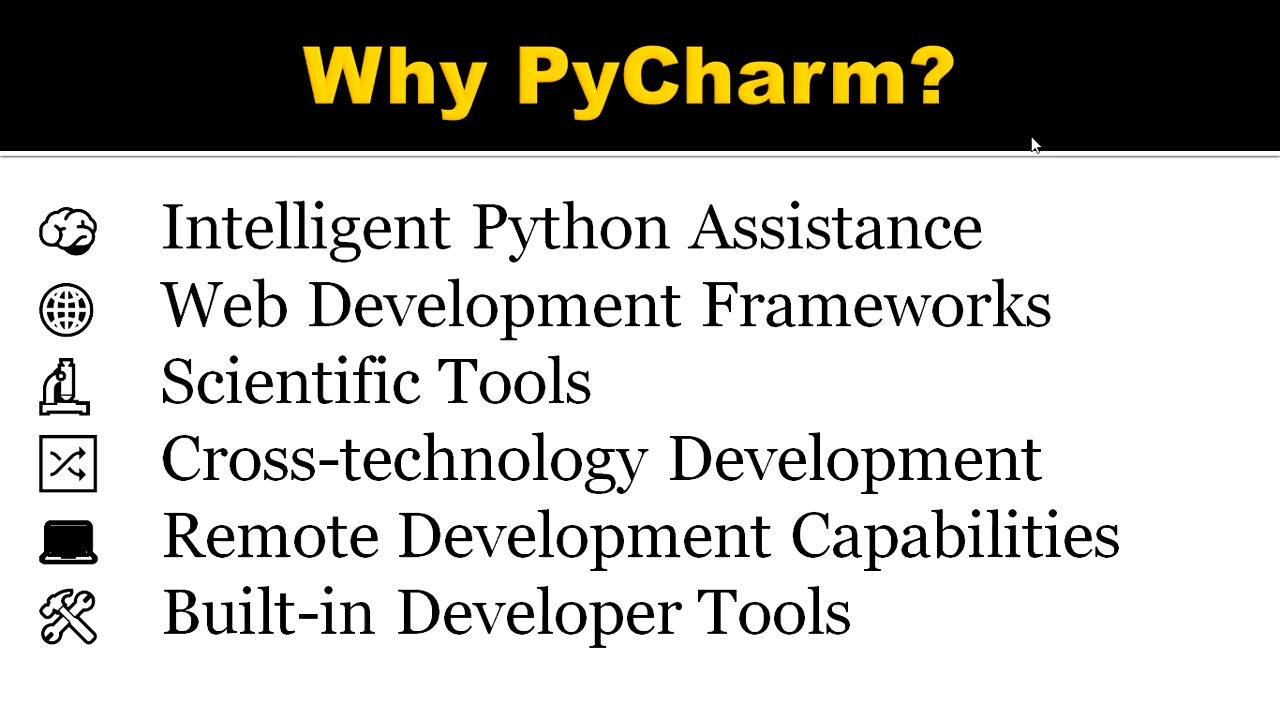 Why PyCharm?
Intelligent Python Assistance
Web Development Frameworks
Scientific Tools
Cross-technology Development
Remote Development Capabilities
Built-in Developer Tools